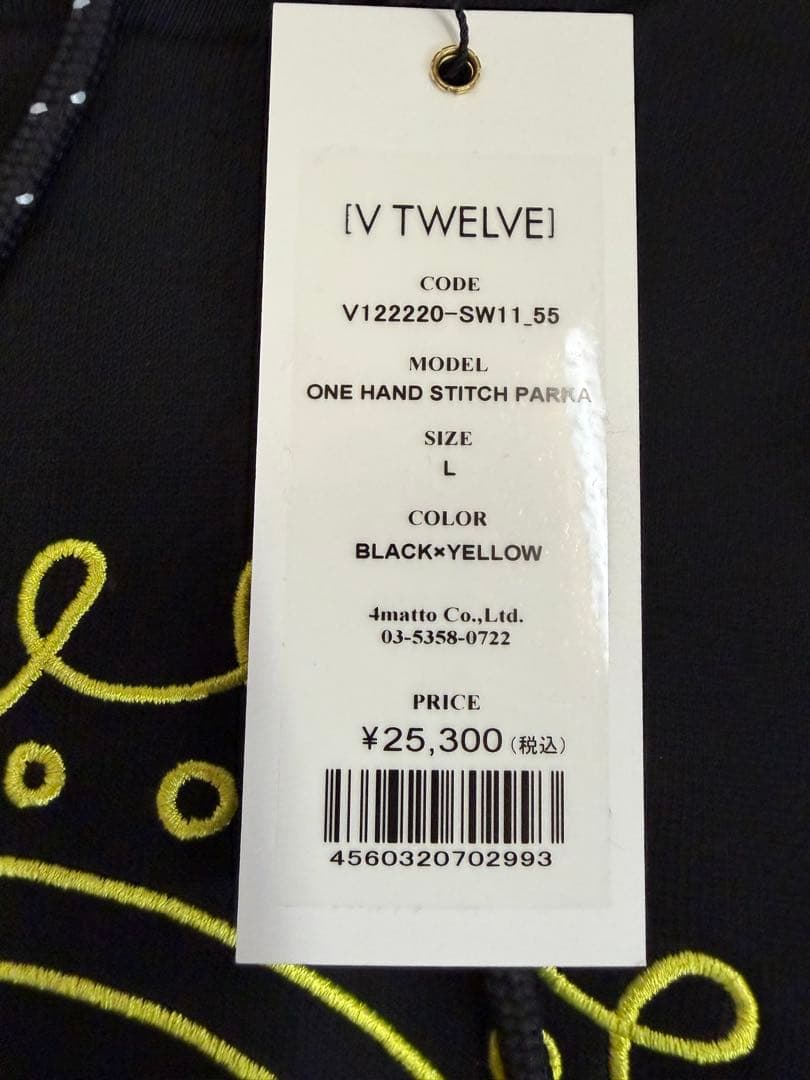 [V TWELVE]
CODE
V122220-SW11_55
MODEL
ONE HAND STITCH PARKA
SIZE
L
COLOR
BLACK×YELLOW
4matto Co.,Ltd.
03-5358-0722
PRICE
¥25,300(税込)
4560320702993